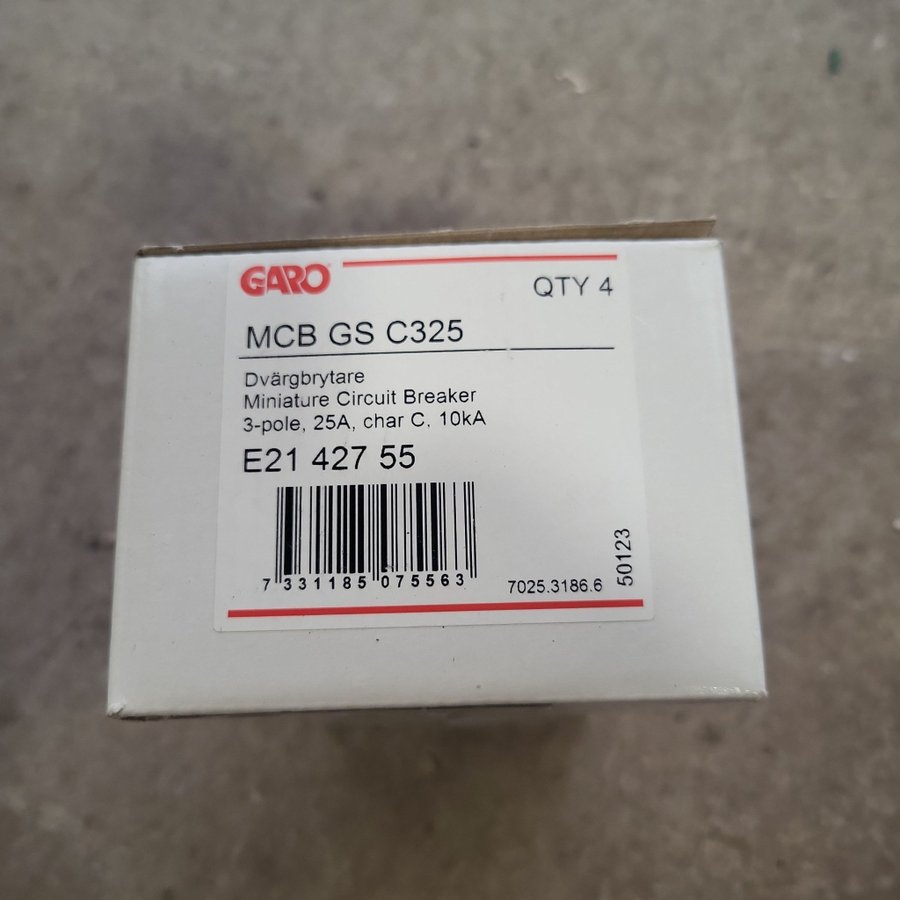 GARO
QTY 4
MCB GS C325
Dvärgbrytare
Miniature Circuit Breaker
3-pole, 25A, char C, 10kA
E21 427 55
7 331185 075563
7025.3186.6
50123